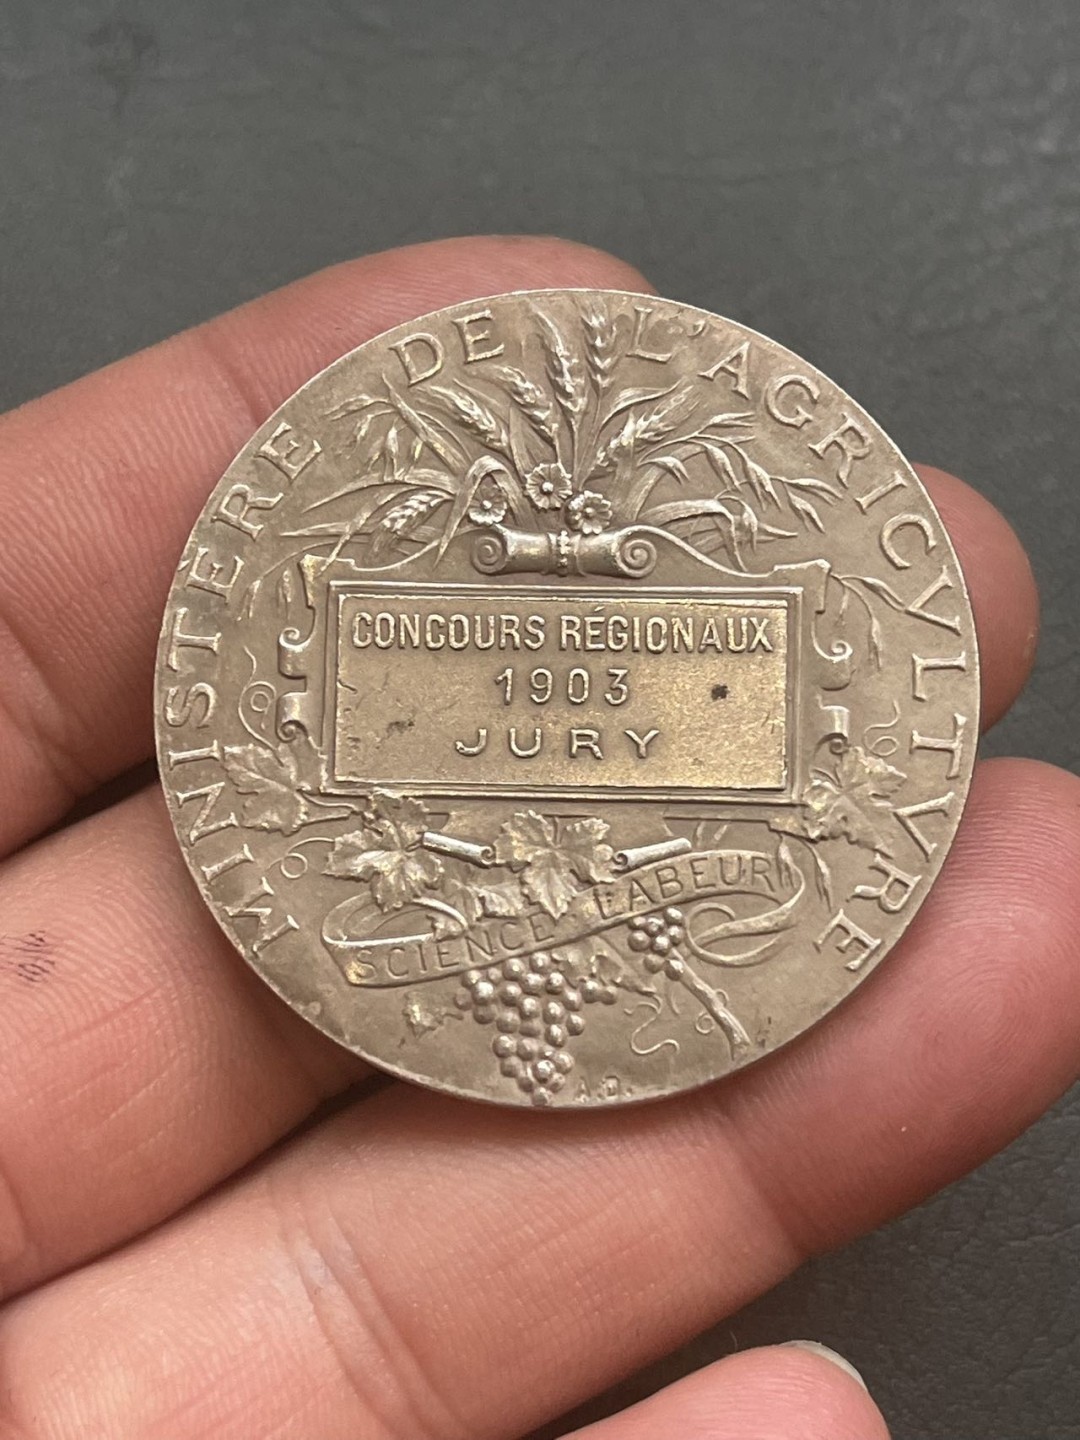 MINISTÈRE DE L'AGRICVLTVRE
CONCOURS RÉGIONAUX
1903
JURY
SCIENCE LABEUR
A.D.